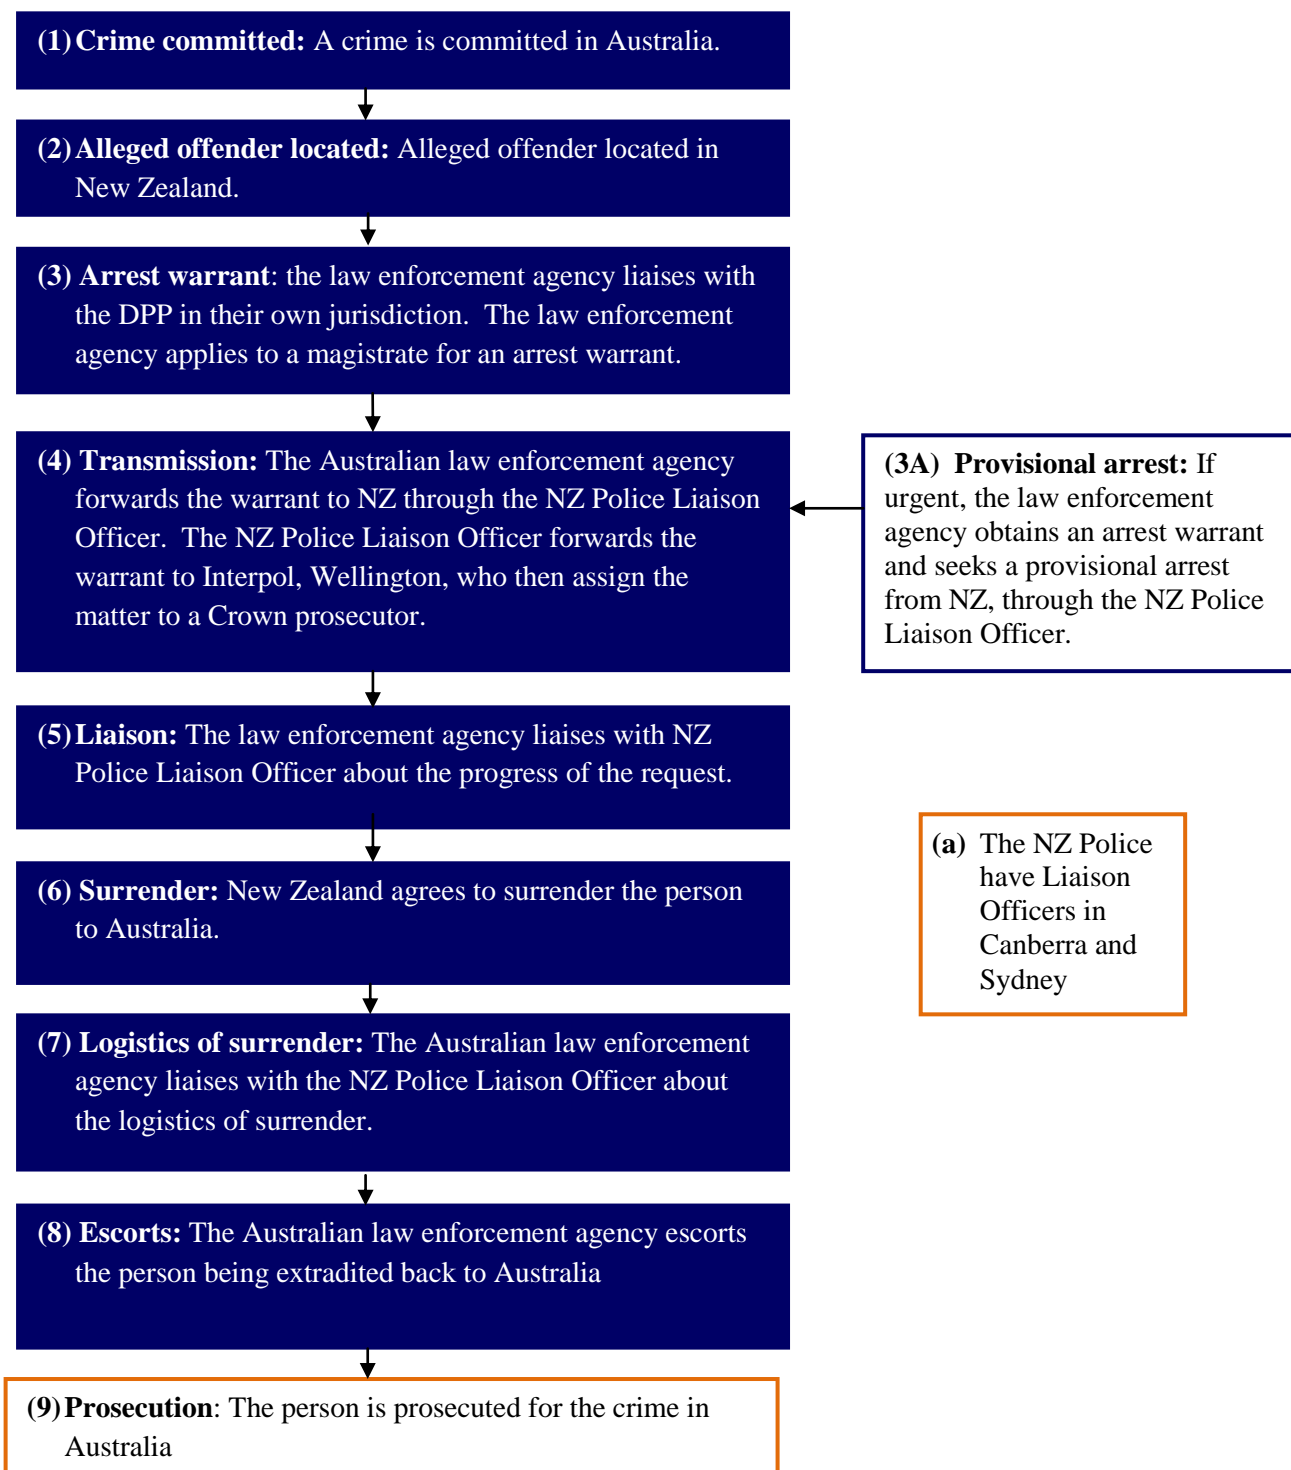 (1) Crime committed: A crime is committed in Australia.
(2) Alleged offender located: Alleged offender located in
New Zealand.
(3) Arrest warrant: the law enforcement agency liaises with
the DPP in their own jurisdiction. The law enforcement
agency applies to a magistrate for an arrest warrant.
(4) Transmission: The Australian law enforcement agency
forwards the warrant to NZ through the NZ Police Liaison
Officer. The NZ Police Liaison Officer forwards the
warrant to Interpol, Wellington, who then assign the
matter to a Crown prosecutor.
(3A) Provisional arrest: If
urgent, the law enforcement
agency obtains an arrest warrant
and seeks a provisional arrest
from NZ, through the NZ Police
Liaison Officer.
(5) Liaison: The law enforcement agency liaises with NZ
Police Liaison Officer about the progress of the request.
(6) Surrender: New Zealand agrees to surrender the person
to Australia.
(a) The NZ Police
have Liaison
Officers in
Canberra and
Sydney
(7) Logistics of surrender: The Australian law enforcement
agency liaises with the NZ Police Liaison Officer about
the logistics of surrender.
(8) Escorts: The Australian law enforcement agency escorts
the person being extradited back to Australia
(9) Prosecution: The person is prosecuted for the crime in
Australia